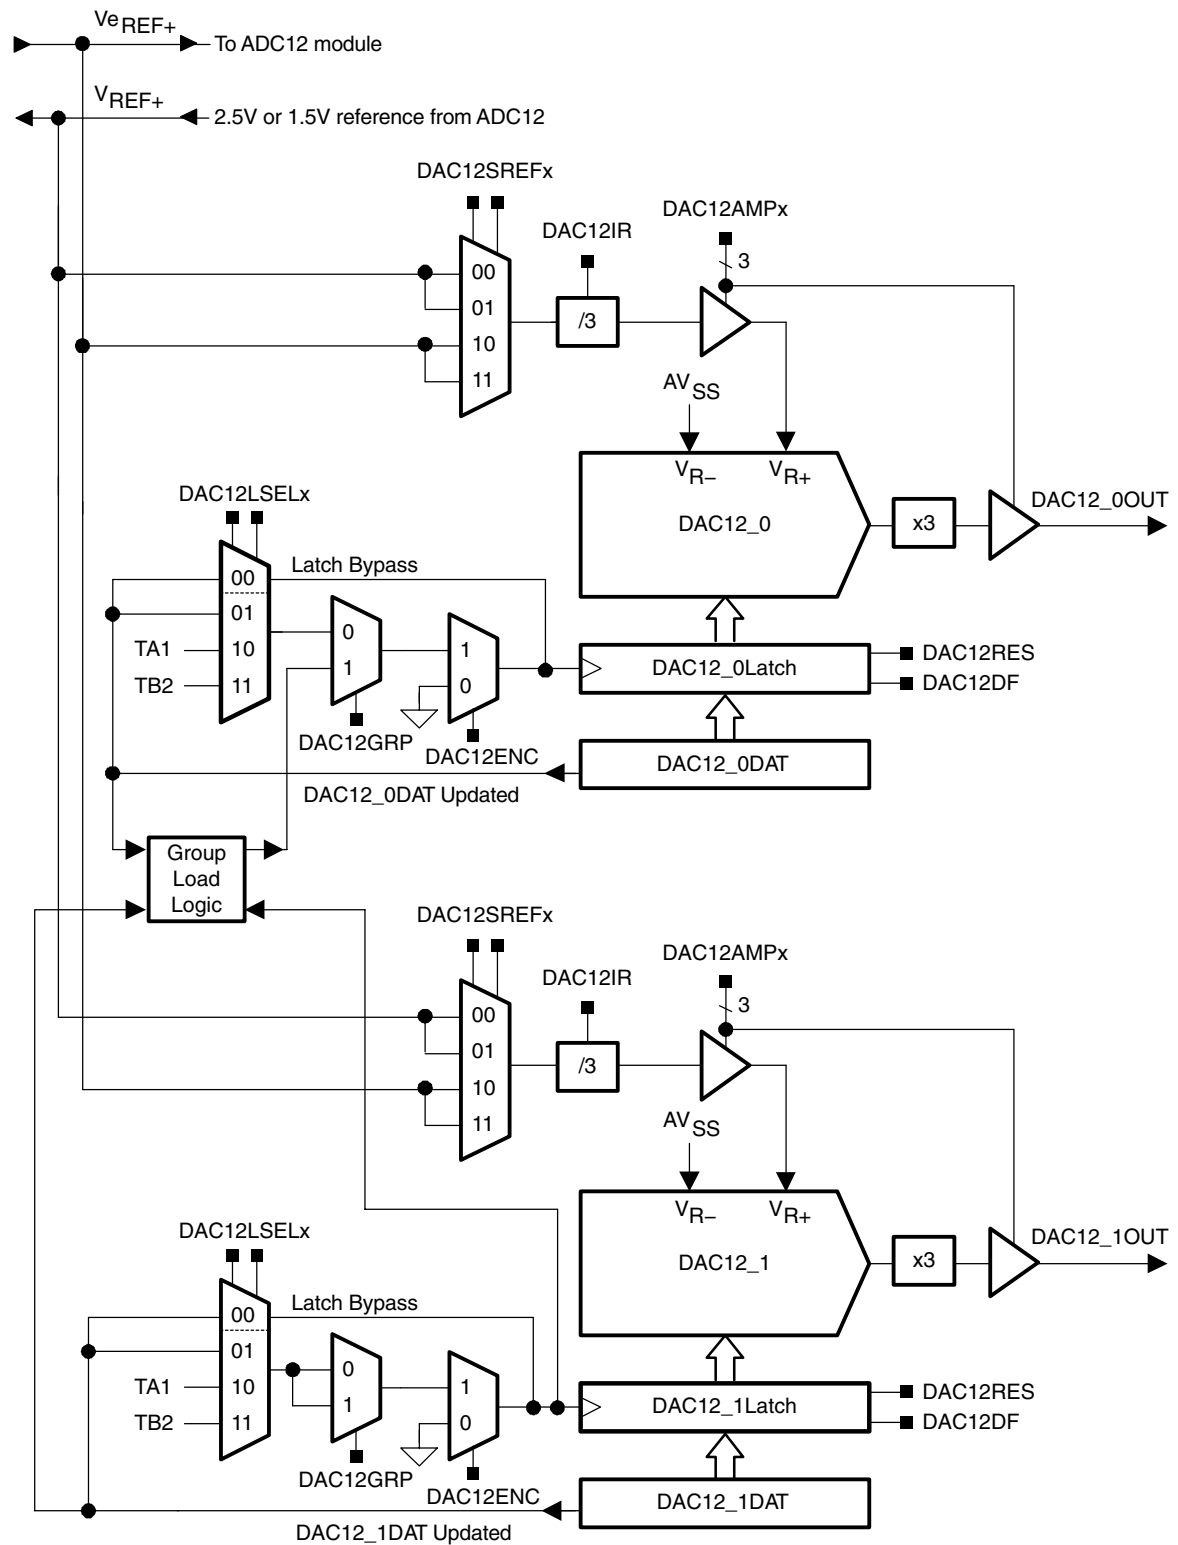 VeREF+
To ADC12 module
VREF+
2.5V or 1.5V reference from ADC12
DAC12SREFx
DAC12AMPx
DAC12IR
3
00
01
10
11
/3
AVSS
VR−
VR+
DAC12_0
x3
DAC12_0OUT
DAC12LSELx
Latch Bypass
00
01
TA1
10
TB2
11
0
1
1
0
DAC12GRP
DAC12ENC
DAC12_0Latch
DAC12RES
DAC12DF
DAC12_0DAT
DAC12_0DAT Updated
Group
Load
Logic
DAC12SREFx
DAC12AMPx
DAC12IR
3
00
01
10
11
/3
AVSS
VR−
VR+
DAC12_1
x3
DAC12_1OUT
DAC12LSELx
Latch Bypass
00
01
TA1
10
TB2
11
0
1
1
0
DAC12GRP
DAC12ENC
DAC12_1Latch
DAC12RES
DAC12DF
DAC12_1DAT
DAC12_1DAT Updated